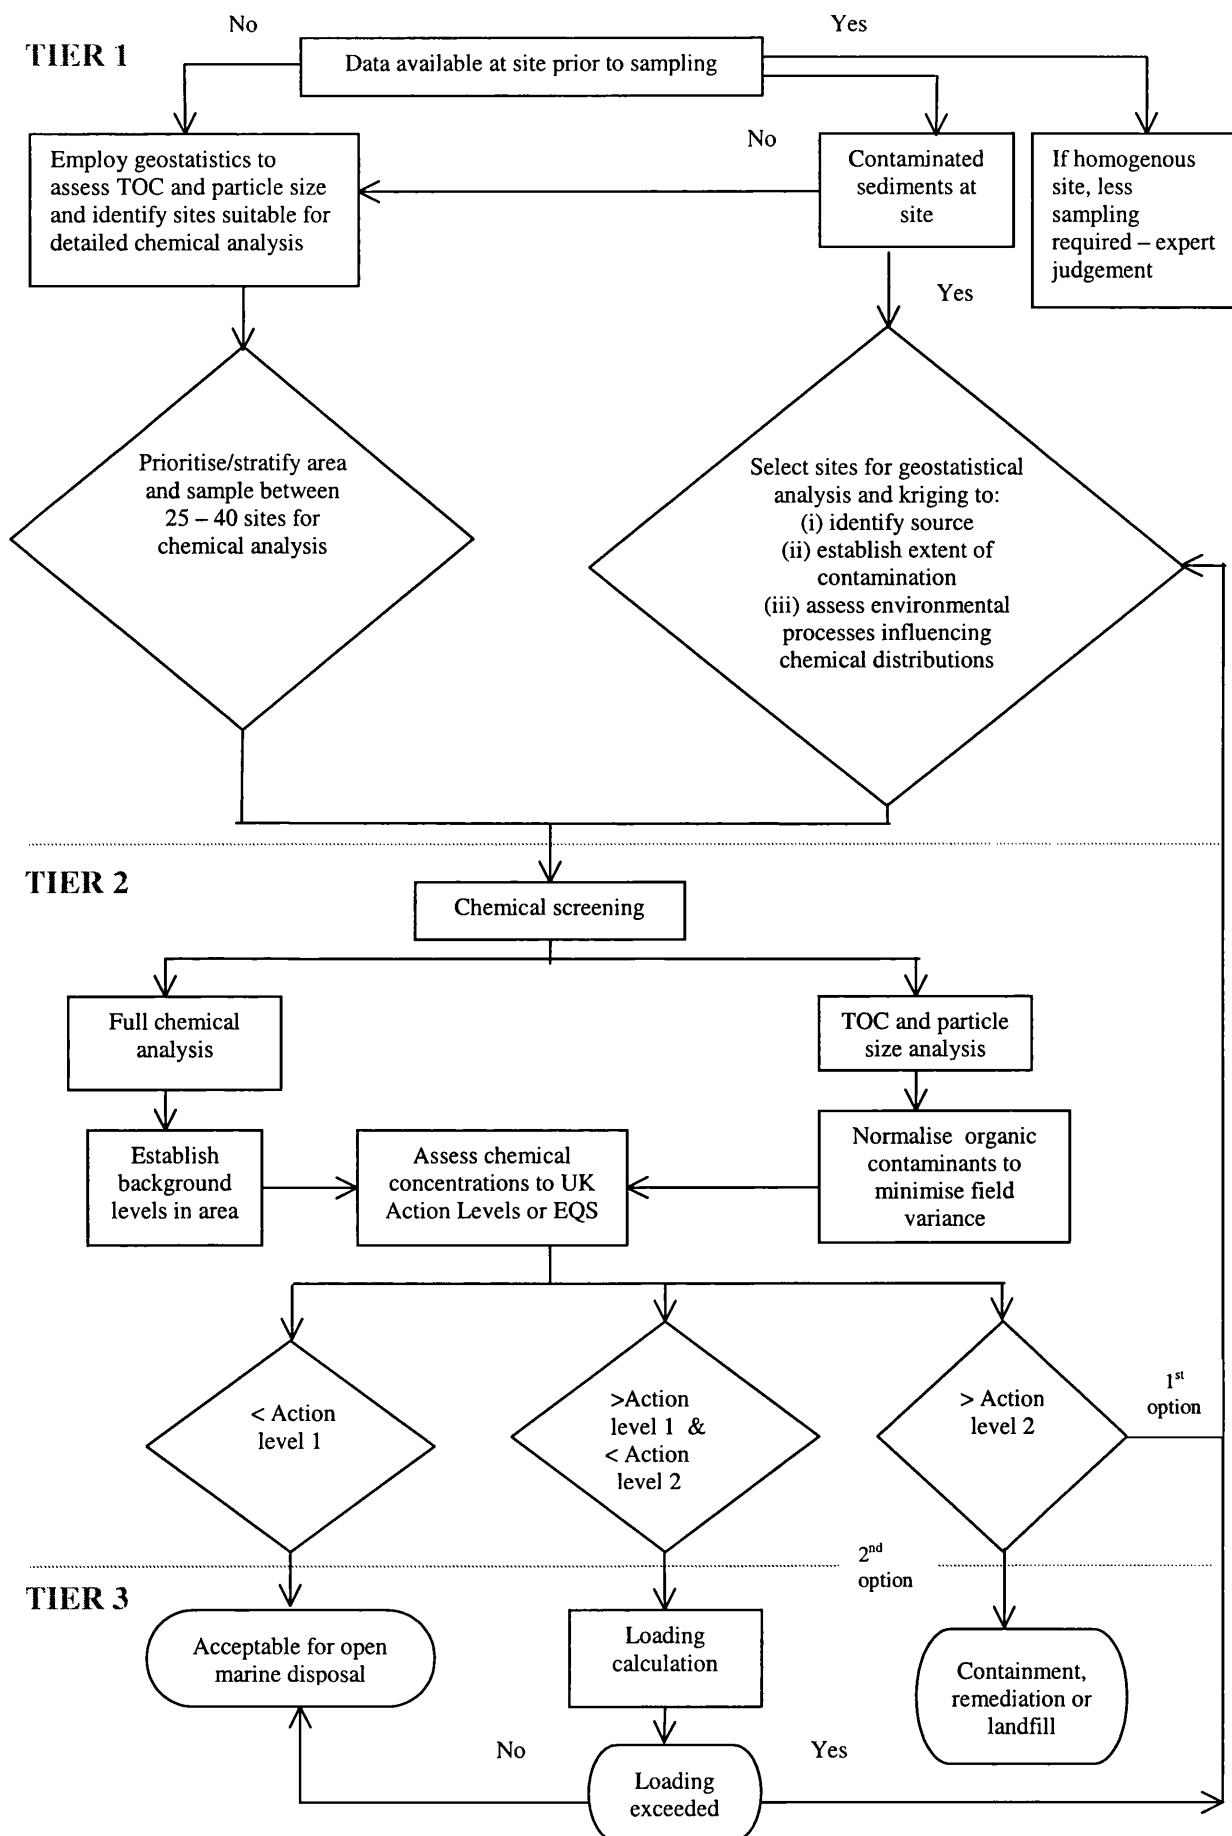 No
Yes
TIER 1
Data available at site prior to sampling
Employ geostatistics to
assess TOC and particle size
and identify sites suitable for
detailed chemical analysis
No
Contaminated
sediments at
site
If homogenous
site, less
sampling
required – expert
judgement
Yes
Prioritise/stratify area
and sample between
25 – 40 sites for
chemical analysis
Select sites for geostatistical
analysis and kriging to:
(i) identify source
(ii) establish extent of
contamination
(iii) assess environmental
processes influencing
chemical distributions
TIER 2
Chemical screening
Full chemical
analysis
TOC and particle
size analysis
Establish
background
levels in area
Assess chemical
concentrations to UK
Action Levels or EQS
Normalise organic
contaminants to
minimise field
variance
< Action
level 1
>Action
level 1 &
< Action
level 2
> Action
level 2
1st
option
2nd
option
TIER 3
Acceptable for open
marine disposal
Loading
calculation
Containment,
remediation or
landfill
No
Yes
Loading
exceeded